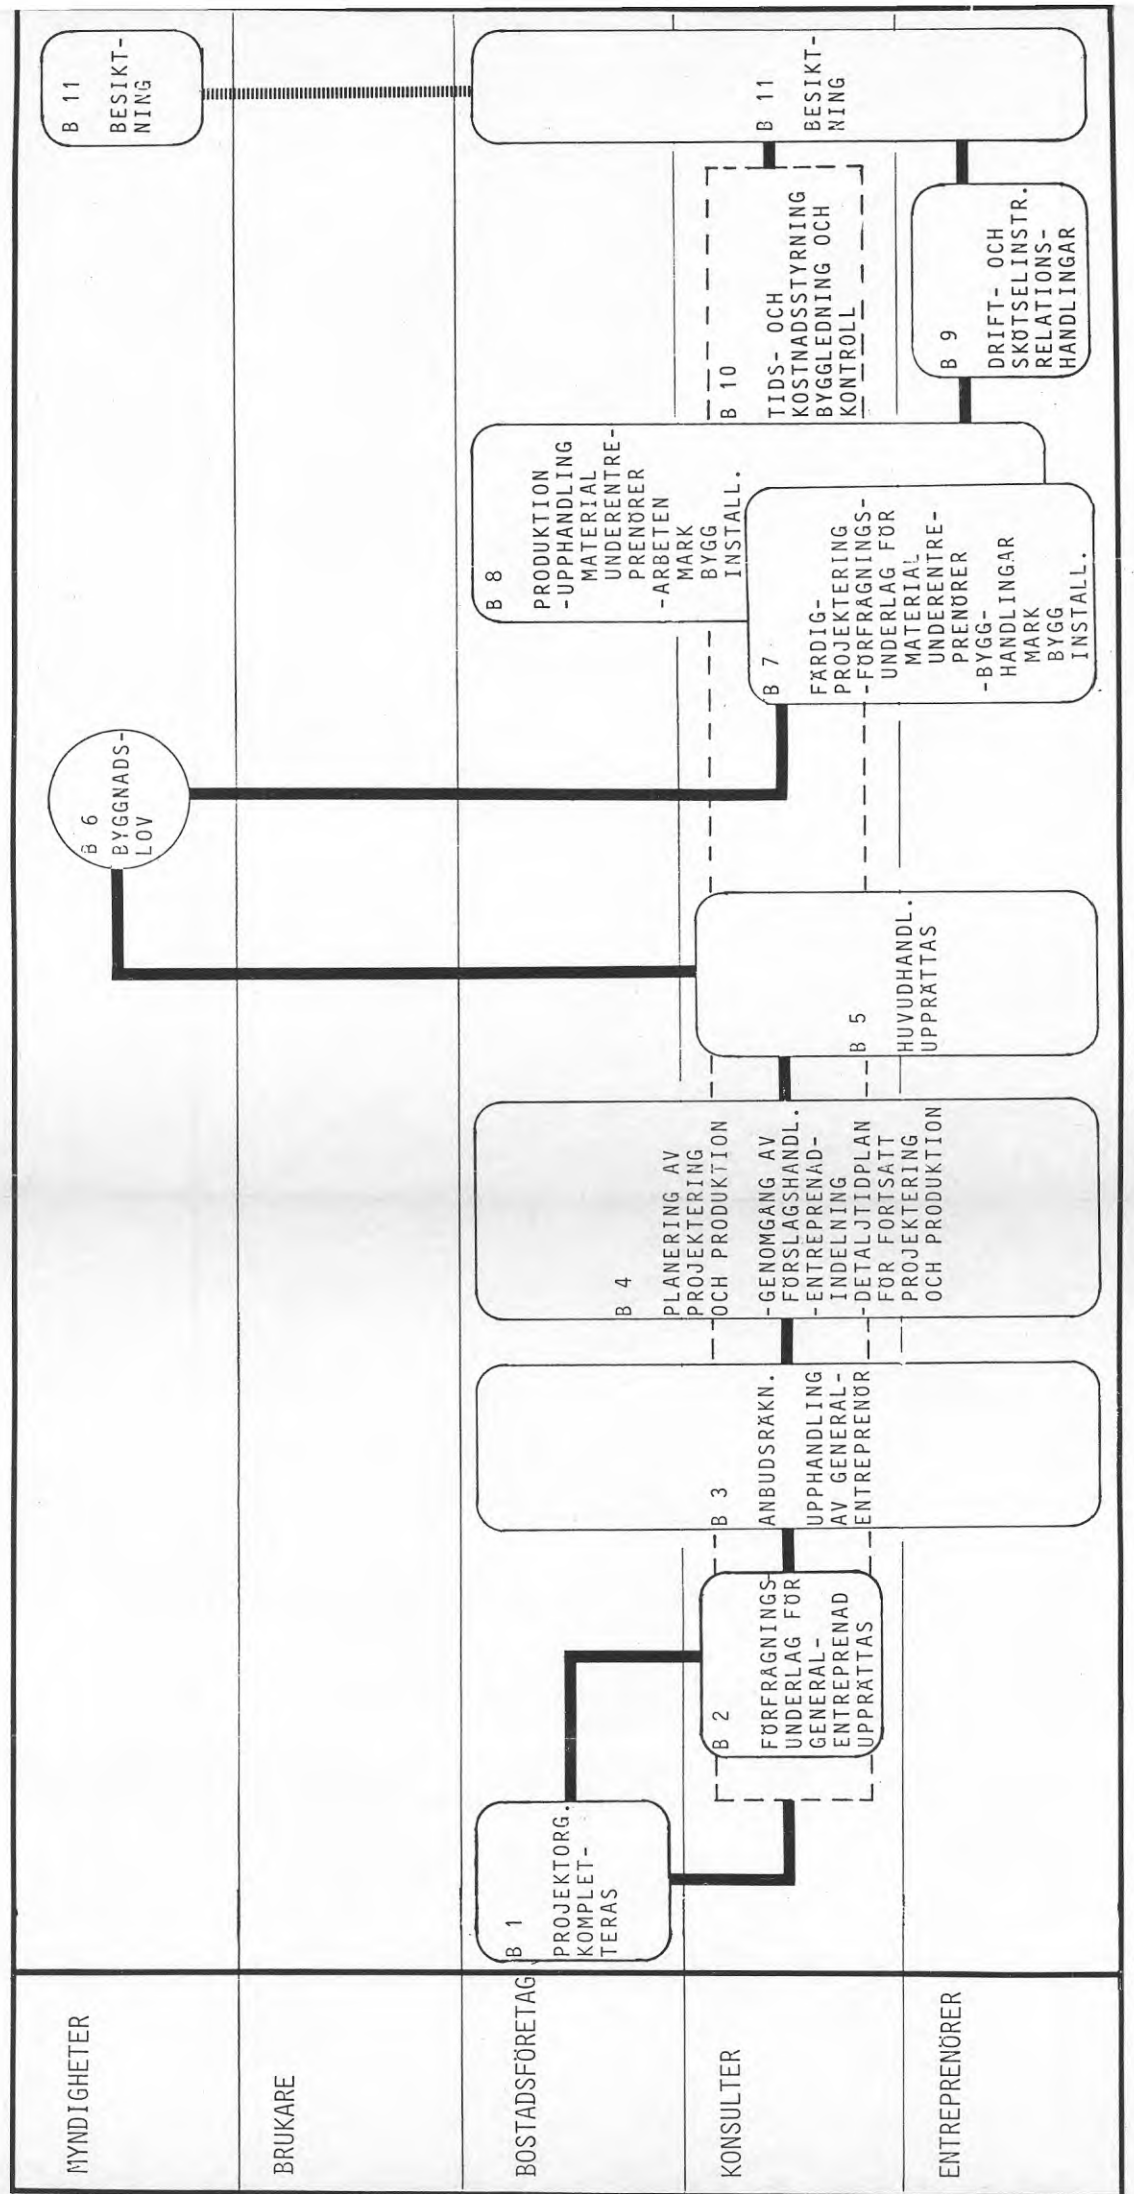 MYNDIGHETER
BRUKARE
BOSTADSFÖRETAG
KONSULTER
ENTREPRENÖRER
B 1
PROJEKTORG.
KOMPLET-
TERAS
B 2
FÖRFRÅGNINGS-
UNDERLAG FÖR
GENERAL-
ENTREPRENAD
UPPRÄTTAS
B 3
ANBUDSRÄKN.
UPPHANDLING
AV GENERAL-
ENTREPRENÖR
B 4
PLANERING AV
PROJEKTERING
OCH PRODUKTION
-GENOMGÅNG AV
FÖRSLAGSHANDL.
-ENTREPRENAD-
INDELNING
-DETALJTIDPLAN
FÖR FORTSATT
PROJEKTERING
OCH PRODUKTION
B 5
HUVUDHANDL.
UPPRÄTTAS
B 6
BYGGNADS-
LOV
B 7
FÄRDIG-
PROJEKTERING
-FÖRFRÅGNINGS-
UNDERLAG FÖR
MATERIAL
UNDERENTRE-
PRENÖRER
-BYGG-
HANDLINGAR
MARK
BYGG
INSTALL.
B 8
PRODUKTION
-UPPHANDLING
MATERIAL
UNDERENTRE-
PRENÖRER
-ARBETEN
MARK
BYGG
INSTALL.
B 10
TIDS- OCH
KOSTNADSSTYRNING
BYGGLEDNING OCH
KONTROLL
B 9
DRIFT- OCH
SKÖTSELINSTR.
RELATIONS-
HANDLINGAR
B 11
BESIKT-
NING
B 11
BESIKT-
NING